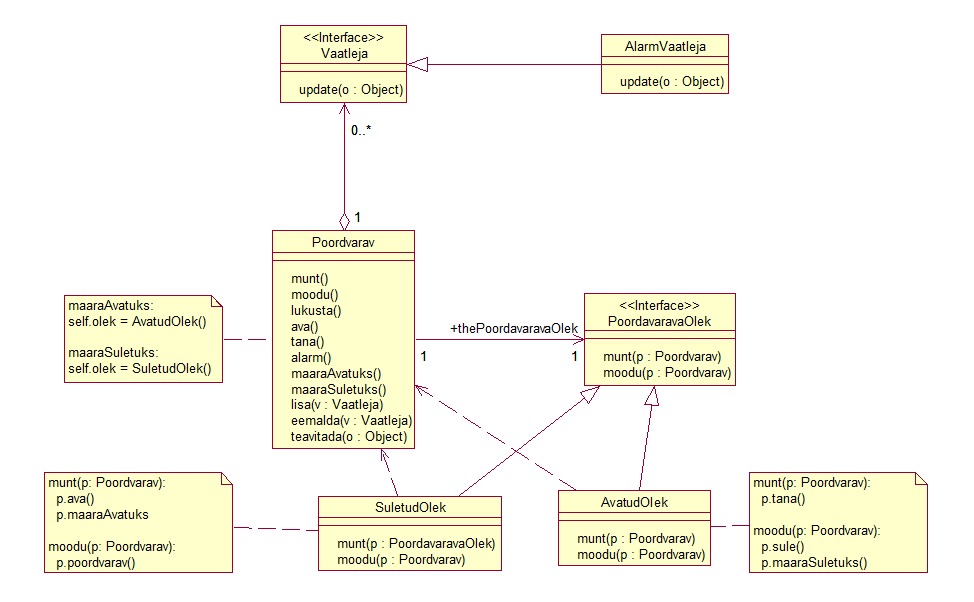 <<Interface>>
Vaatleja
update(o : Object)
AlarmVaatleja
update(o : Object)
0..*
1
Poordvarav
munt()
moodu()
lukusta()
ava()
tana()
alarm()
maaraAvatuks()
maaraSuletuks()
lisa(v : Vaatleja)
eemalda(v : Vaatleja)
teavitada(o : Object)
maaraAvatuks:
self.olek = AvatudOlek()
maaraSuletuks:
self.olek = SuletudOlek()
+thePoordavaravaOlek
1
1
<<Interface>>
PoordavaravaOlek
munt(p : Poordvarav)
moodu(p : Poordvarav)
munt(p: Poordvarav):
p.ava()
p.maaraAvatuks
moodu(p: Poordvarav):
p.poordvarav()
SuletudOlek
munt(p : PoordavaravaOlek)
moodu(p : Poordvarav)
AvatudOlek
munt(p : Poordvarav)
moodu(p : Poordvarav)
munt(p: Poordvarav):
p.tana()
moodu(p: Poordvarav):
p.sule()
p.maaraSuletuks()